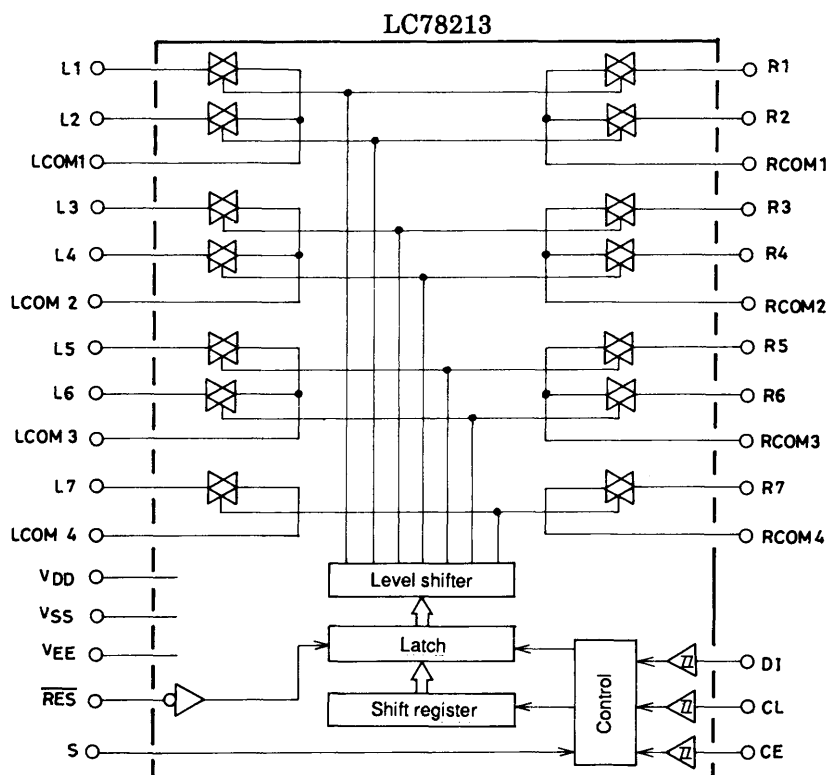 LC78213
L1
R1
L2
R2
LCOM1
RCOM1
L3
R3
L4
R4
LCOM 2
RCOM2
L5
R5
L6
R6
LCOM 3
RCOM3
L7
R7
LCOM 4
RCOM4
VDD
Level shifter
VSS
VEE
Latch
DI
RES
Shift register
Control
CL
S
CE